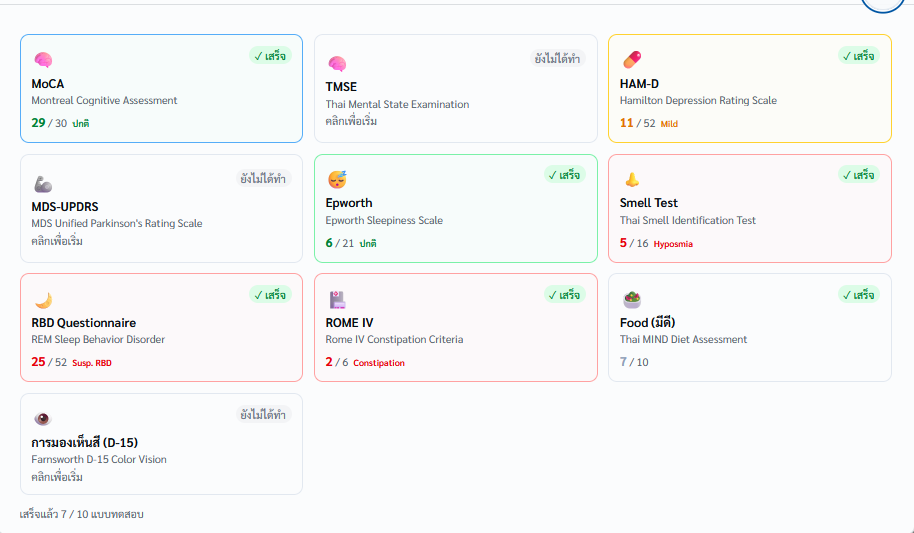 ✓ เสร็จ
MoCA
Montreal Cognitive Assessment
29 / 30 ปกติ
ยังไม่ได้ทำ
TMSE
Thai Mental State Examination
คลิกเพื่อเริ่ม
✓ เสร็จ
HAM-D
Hamilton Depression Rating Scale
11 / 52 Mild
ยังไม่ได้ทำ
MDS-UPDRS
MDS Unified Parkinson's Rating Scale
คลิกเพื่อเริ่ม
✓ เสร็จ
Epworth
Epworth Sleepiness Scale
6 / 21 ปกติ
✓ เสร็จ
Smell Test
Thai Smell Identification Test
5 / 16 Hyposmia
✓ เสร็จ
RBD Questionnaire
REM Sleep Behavior Disorder
25 / 52 Susp. RBD
✓ เสร็จ
ROME IV
Rome IV Constipation Criteria
2 / 6 Constipation
✓ เสร็จ
Food (มีดี)
Thai MIND Diet Assessment
7 / 10
ยังไม่ได้ทำ
การมองเห็นสี (D-15)
Farnsworth D-15 Color Vision
คลิกเพื่อเริ่ม
เสร็จแล้ว 7 / 10 แบบทดสอบ